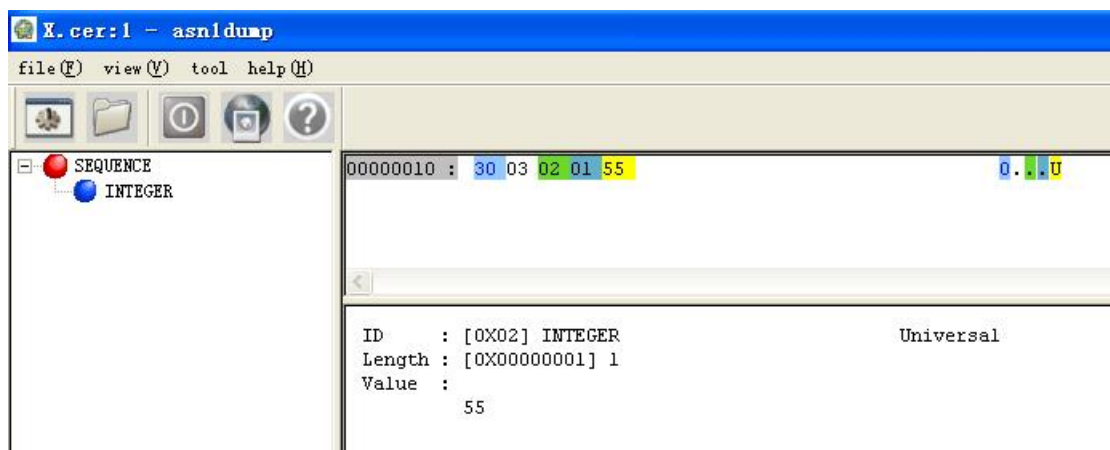 X.cer:1 - asn1dump
file(F) view(V) tool help(H)
SEQUENCE
INTEGER
00000010 : 30 03 02 01 55 0...U
ID : [0X02] INTEGER Universal
Length : [0X00000001] 1
Value :
55